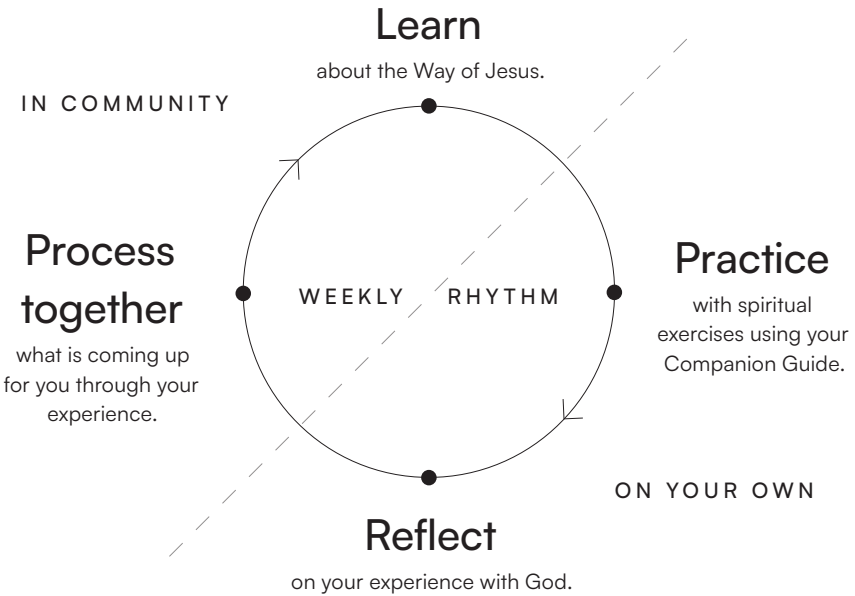 Learn
about the Way of Jesus.
IN COMMUNITY
Process
together
what is coming up
for you through your
experience.
WEEKLY RHYTHM
Practice
with spiritual
exercises using your
Companion Guide.
ON YOUR OWN
Reflect
on your experience with God.